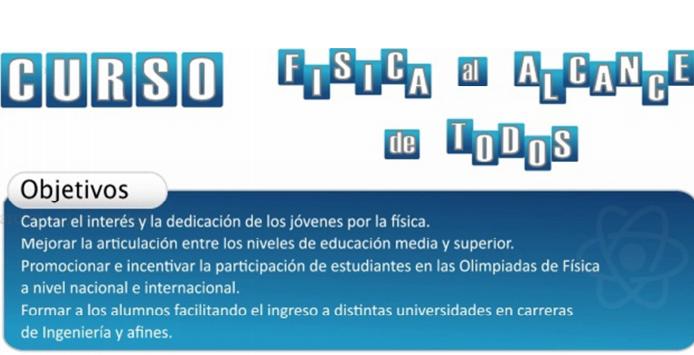 CURSO FISICA al ALCANCE
de TODOS
Objetivos
Captar el interés y la dedicación de los jóvenes por la física.
Mejorar la articulación entre los niveles de educación media y superior.
Promocionar e incentivar la participación de estudiantes en las Olimpiadas de Física
a nivel nacional e internacional.
Formar a los alumnos facilitando el ingreso a distintas universidades en carreras
de Ingeniería y afines.